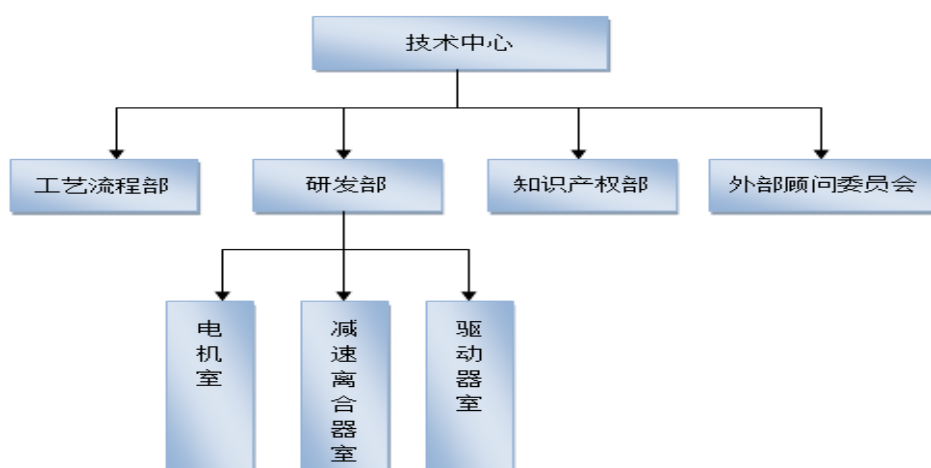 技术中心
工艺流程部
研发部
知识产权部
外部顾问委员会
电机室
减速离合器室
驱动器室